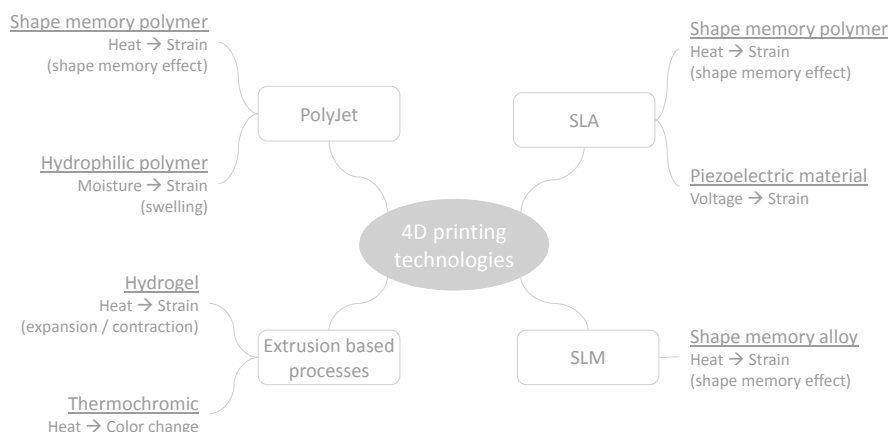 Shape memory polymer
Heat → Strain
(shape memory effect)
PolyJet
Hydrophilic polymer
Moisture → Strain
(swelling)
SLA
Shape memory polymer
Heat → Strain
(shape memory effect)
Piezoelectric material
Voltage → Strain
4D printing
technologies
Hydrogel
Heat → Strain
(expansion / contraction)
Extrusion based
processes
Thermochromic
Heat → Color change
SLM
Shape memory alloy
Heat → Strain
(shape memory effect)